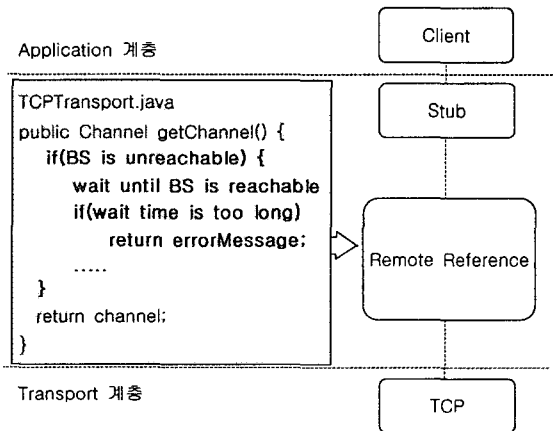 Application 계층
Client
TCPTransport.java
public Channel getChannel() {
if(BS is unreachable) {
wait until BS is reachable
if(wait time is too long)
return errorMessage;
.....
}
return channel;
}
Stub
Remote Reference
Transport 계층
TCP